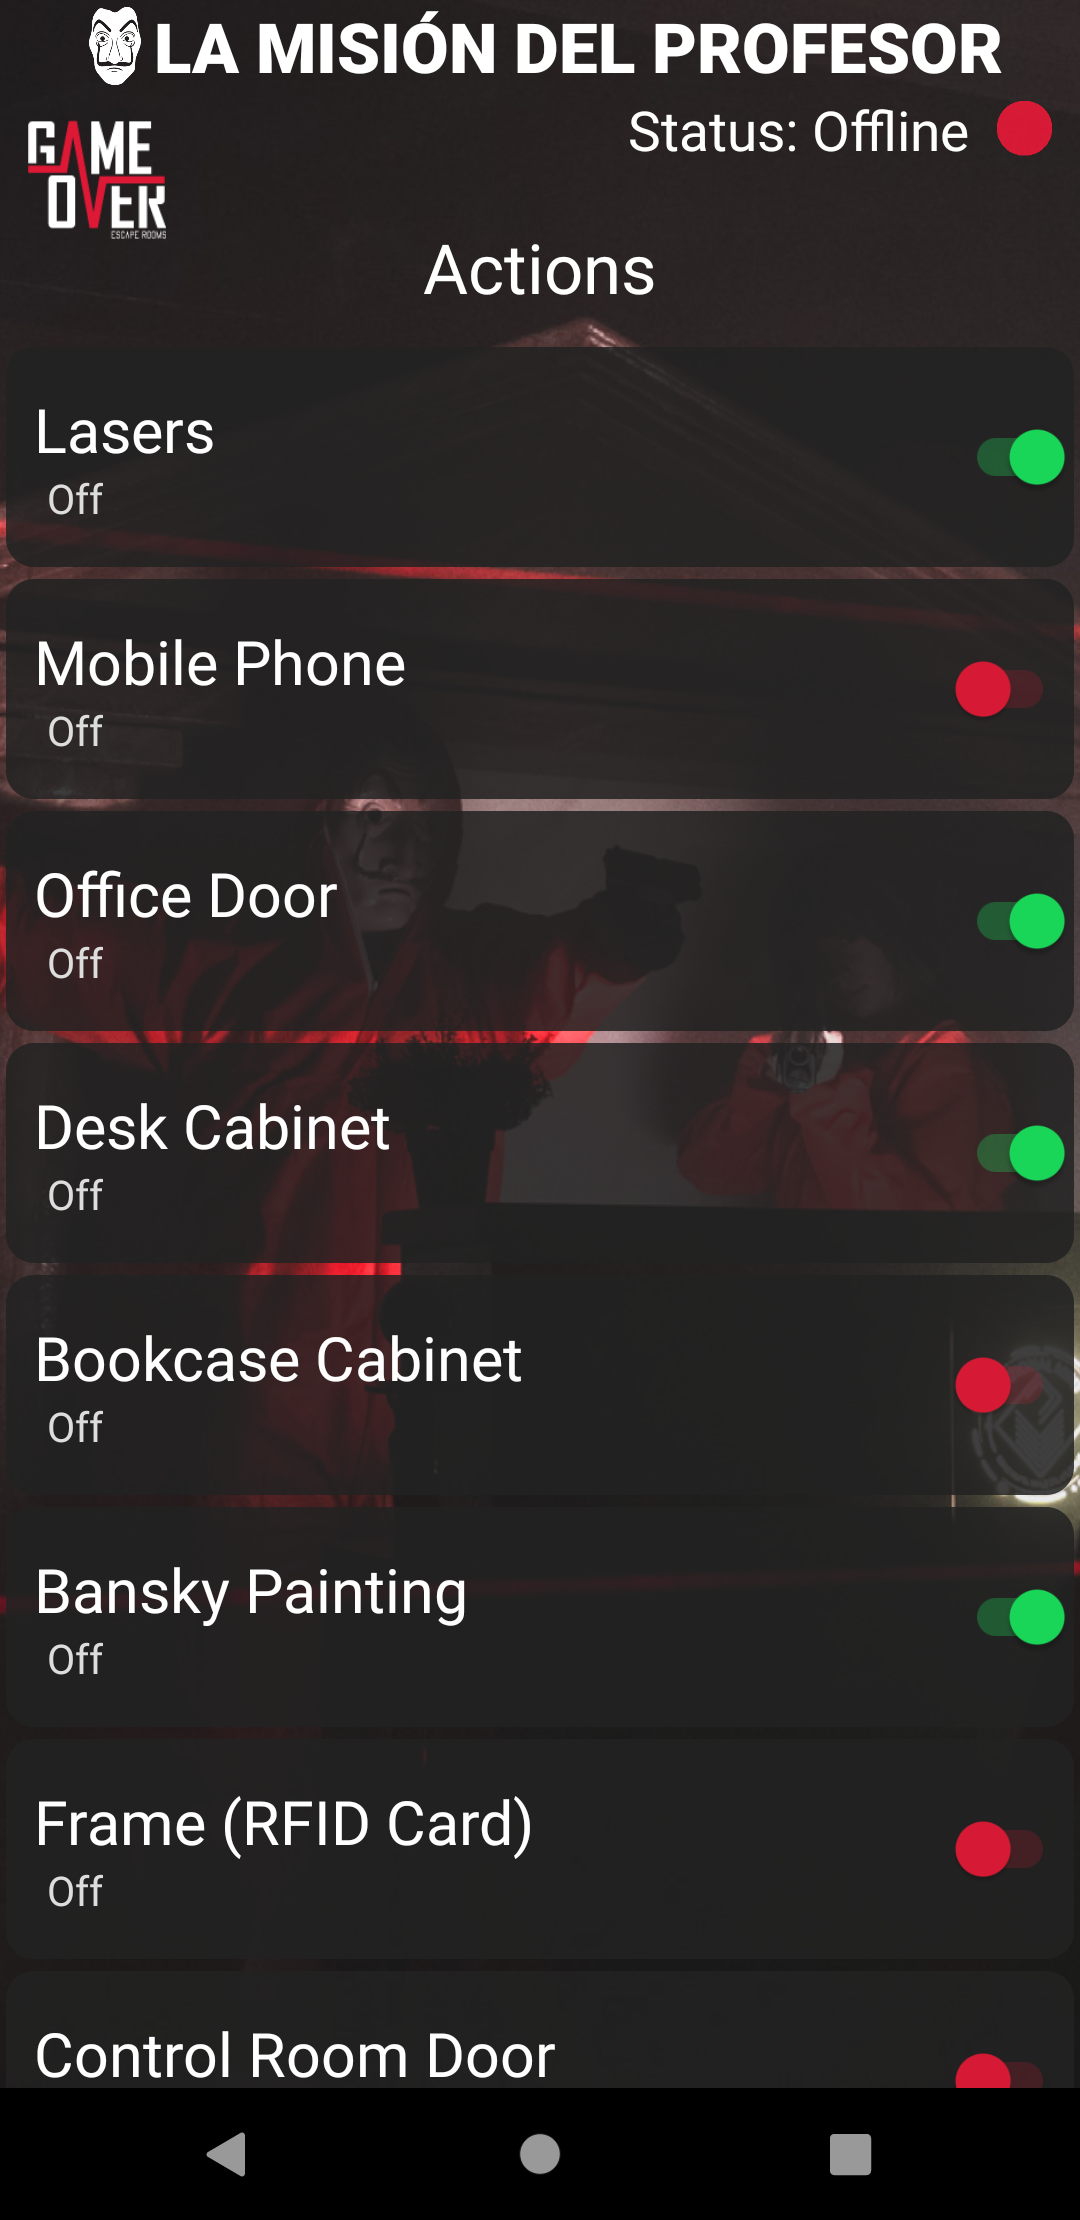 LA MISIÓN DEL PROFESOR
GAME
OVER
ESCAPE ROOMS
Status: Offline
Actions
Lasers
Off
Mobile Phone
Off
Office Door
Off
Desk Cabinet
Off
Bookcase Cabinet
Off
Bansky Painting
Off
Frame (RFID Card)
Off
Control Room Door